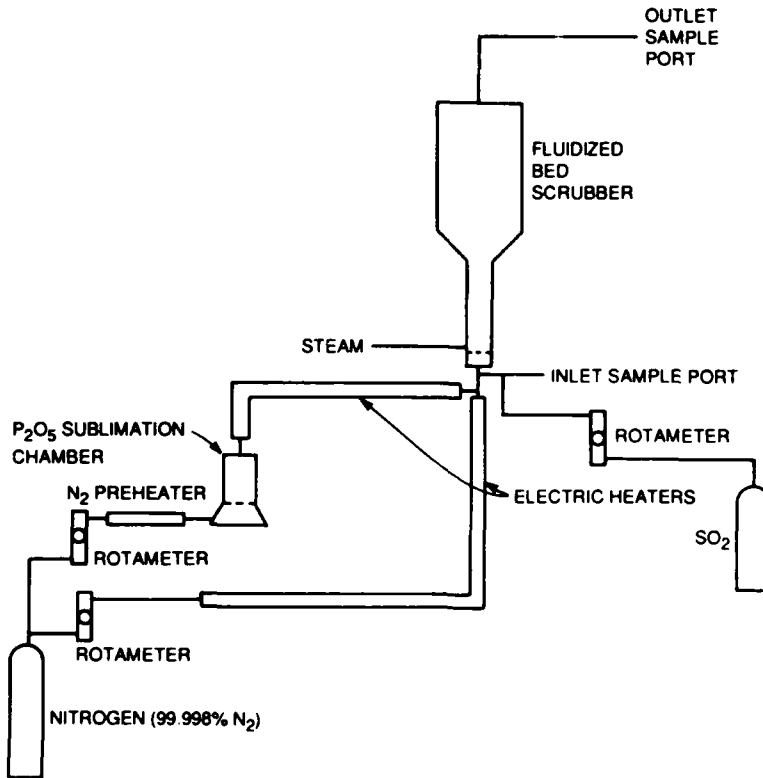 OUTLET
SAMPLE
PORT
FLUIDIZED
BED
SCRUBBER
STEAM
INLET SAMPLE PORT
P₂O₅ SUBLIMATION
CHAMBER
ROTAMETER
N₂ PREHEATER
ELECTRIC HEATERS
SO₂
ROTAMETER
ROTAMETER
NITROGEN (99.998% N₂)